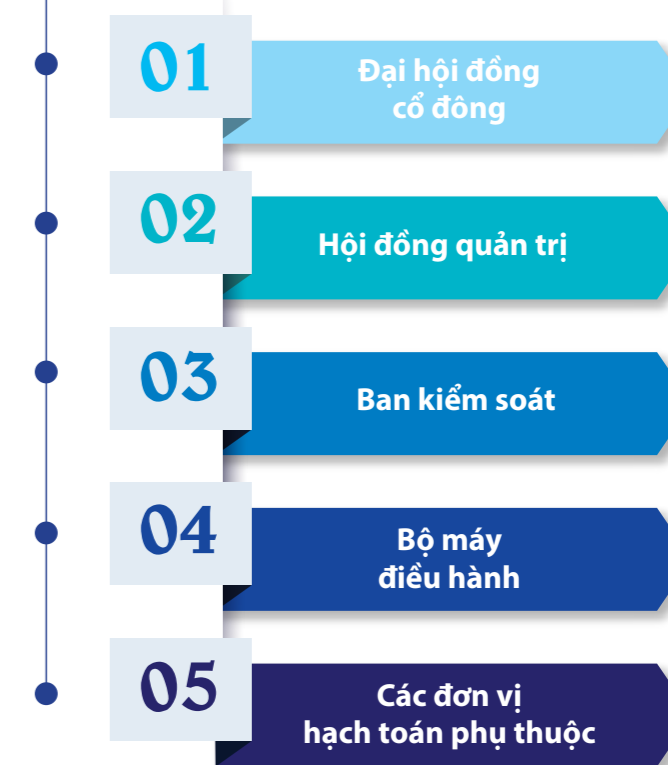 01
Đại hội đồng
cổ đông
02
Hội đồng quản trị
03
Ban kiểm soát
04
Bộ máy
điều hành
05
Các đơn vị
hạch toán phụ thuộc